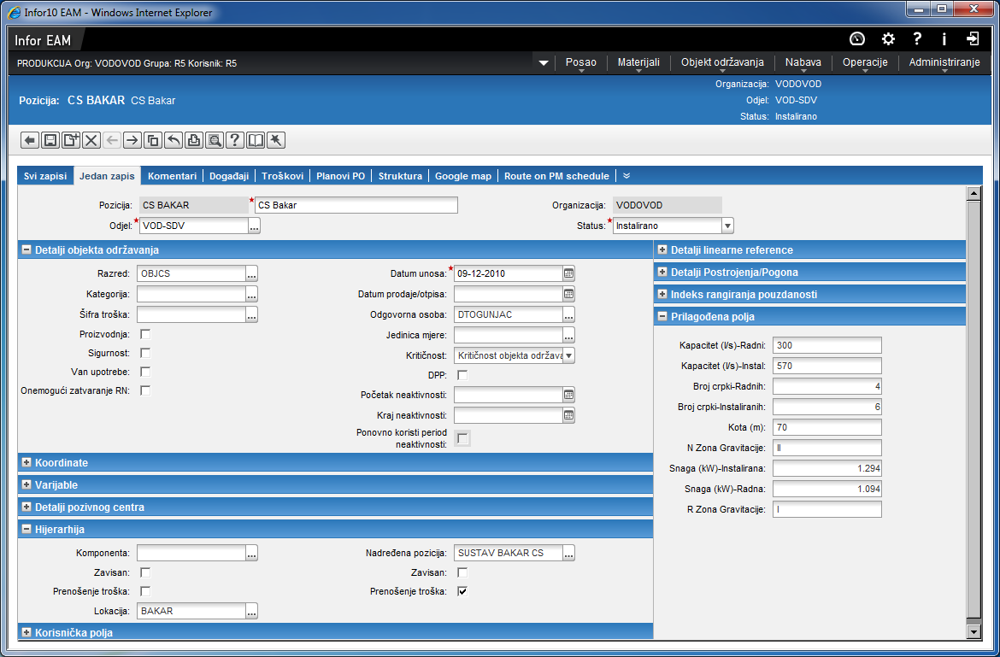 Infor10 EAM - Windows Internet Explorer
Infor EAM
PRODUKCIJA Org: VODOVOD Grupa: R5 Korisnik: R5
Posao Materijali Objekt održavanja Nabava Operacije Administriranje
Pozicija: CS BAKAR CS Bakar
Organizacija: VODOVOD
Odjel: VOD-SDV
Status: Instalirano
Svi zapisi Jedan zapis Komentari Događaji Troškovi Planovi PO Struktura Google map Route on PM schedule
Pozicija: CS BAKAR * CS Bakar Organizacija: VODOVOD
Odjel: * VOD-SDV ... Status: * Instalirano
Detalji objekta održavanja
Razred: OBJCS ... Datum unosa: * 09-12-2010
Kategorija: ... Datum prodaje/otpisa:
Šifra troška: ... Odgovorna osoba: DTOGUNJAC ...
Proizvodnja: Jedinica mjere: ...
Sigurnost: Kritičnost: Kritičnost objekta održava
Van upotrebe: DPP:
Onemogući zatvaranje RN: Početak neaktivnosti:
Kraj neaktivnosti:
Ponovno koristi period
neaktivnosti:
Koordinate
Varijable
Detalji pozivnog centra
Hijerarhija
Komponenta: ... Nadređena pozicija: SUSTAV BAKAR CS ...
Zavisan: Zavisan:
Prenošenje troška: Prenošenje troška:
Lokacija: BAKAR ...
Korisnička polja
Detalji linearne reference
Detalji Postrojenja/Pogona
Indeks rangiranja pouzdanosti
Prilagođena polja
Kapacitet (l/s)-Radni: 300
Kapacitet (l/s)-Instal: 570
Broj crpki-Radnih: 4
Broj crpki-Instaliranih: 6
Kota (m): 70
N Zona Gravitacije: II
Snaga (kW)-Instalirana: 1.294
Snaga (kW)-Radna: 1.094
R Zona Gravitacije: I